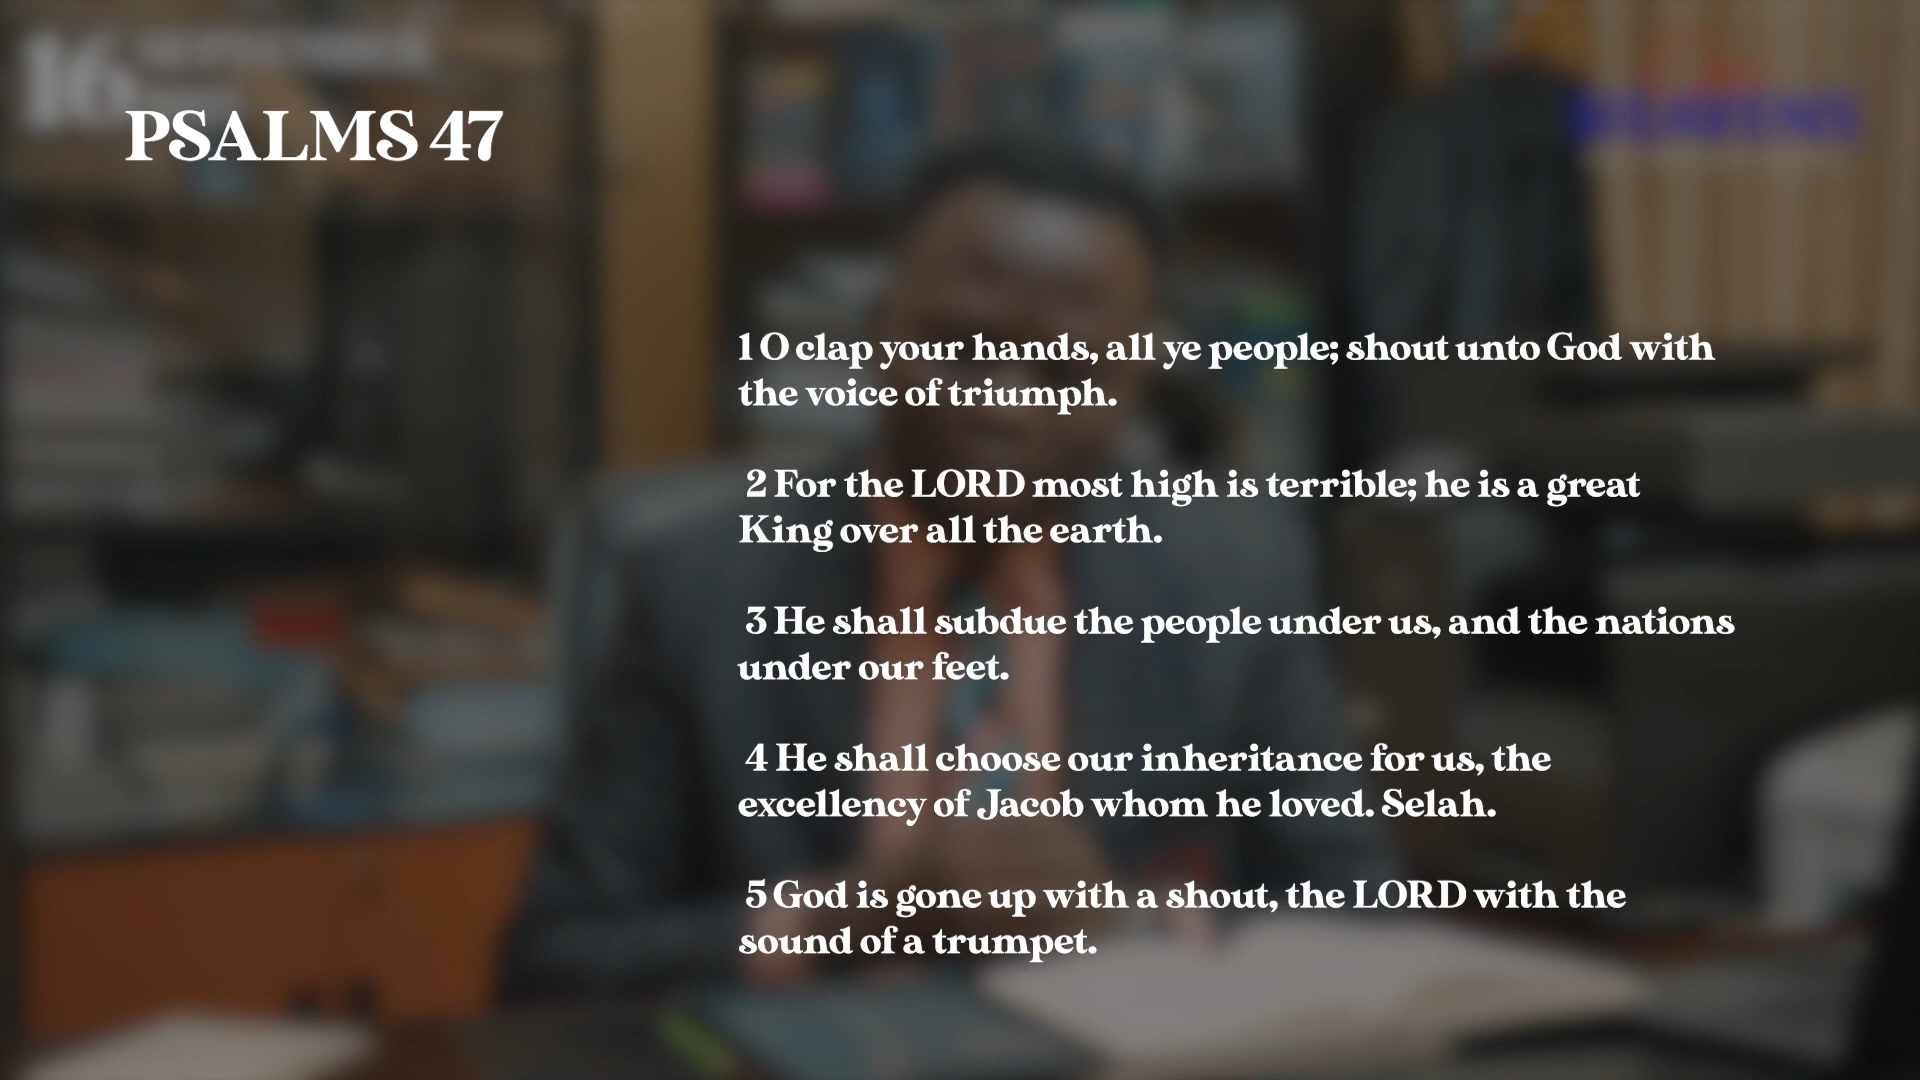 16 SEPTEMBER
PSALMS 47
1 O clap your hands, all ye people; shout unto God with
the voice of triumph.
2 For the LORD most high is terrible; he is a great
King over all the earth.
3 He shall subdue the people under us, and the nations
under our feet.
4 He shall choose our inheritance for us, the
excellency of Jacob whom he loved. Selah.
5 God is gone up with a shout, the LORD with the
sound of a trumpet.